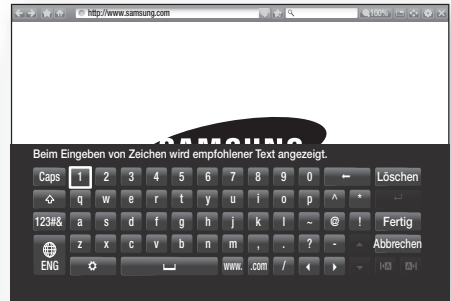 http://www.samsung.com 100%
SAMSUNG
Beim Eingeben von Zeichen wird empfohlener Text angezeigt.
Caps 1 2 3 4 5 6 7 8 9 0 ← Löschen
q w e r t y u i o p ^ *
123#& a s d f g h j k l ~ @ ! Fertig
ENG z x c v b n m , . ? - Abbrechen
www. .com /